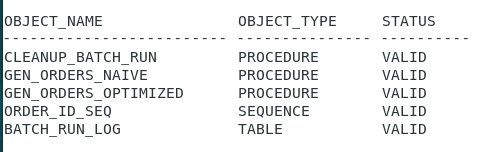 OBJECT_NAME OBJECT_TYPE STATUS
------------------------- --------------- ----------
CLEANUP_BATCH_RUN PROCEDURE VALID
GEN_ORDERS_NAIVE PROCEDURE VALID
GEN_ORDERS_OPTIMIZED PROCEDURE VALID
ORDER_ID_SEQ SEQUENCE VALID
BATCH_RUN_LOG TABLE VALID